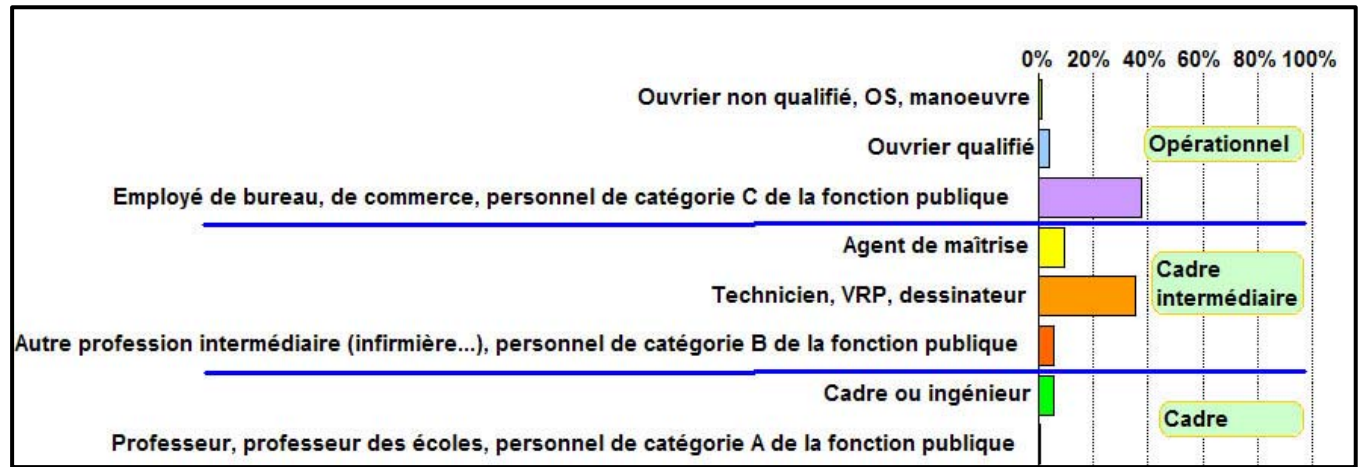 0% 20% 40% 60% 80% 100%
Ouvrier non qualifié, OS, manoeuvre
Ouvrier qualifié
Opérationnel
Employé de bureau, de commerce, personnel de catégorie C de la fonction publique
Agent de maîtrise
Cadre
intermédiaire
Technicien, VRP, dessinateur
Autre profession intermédiaire (infirmière...), personnel de catégorie B de la fonction publique
Cadre ou ingénieur
Cadre
Professeur, professeur des écoles, personnel de catégorie A de la fonction publique